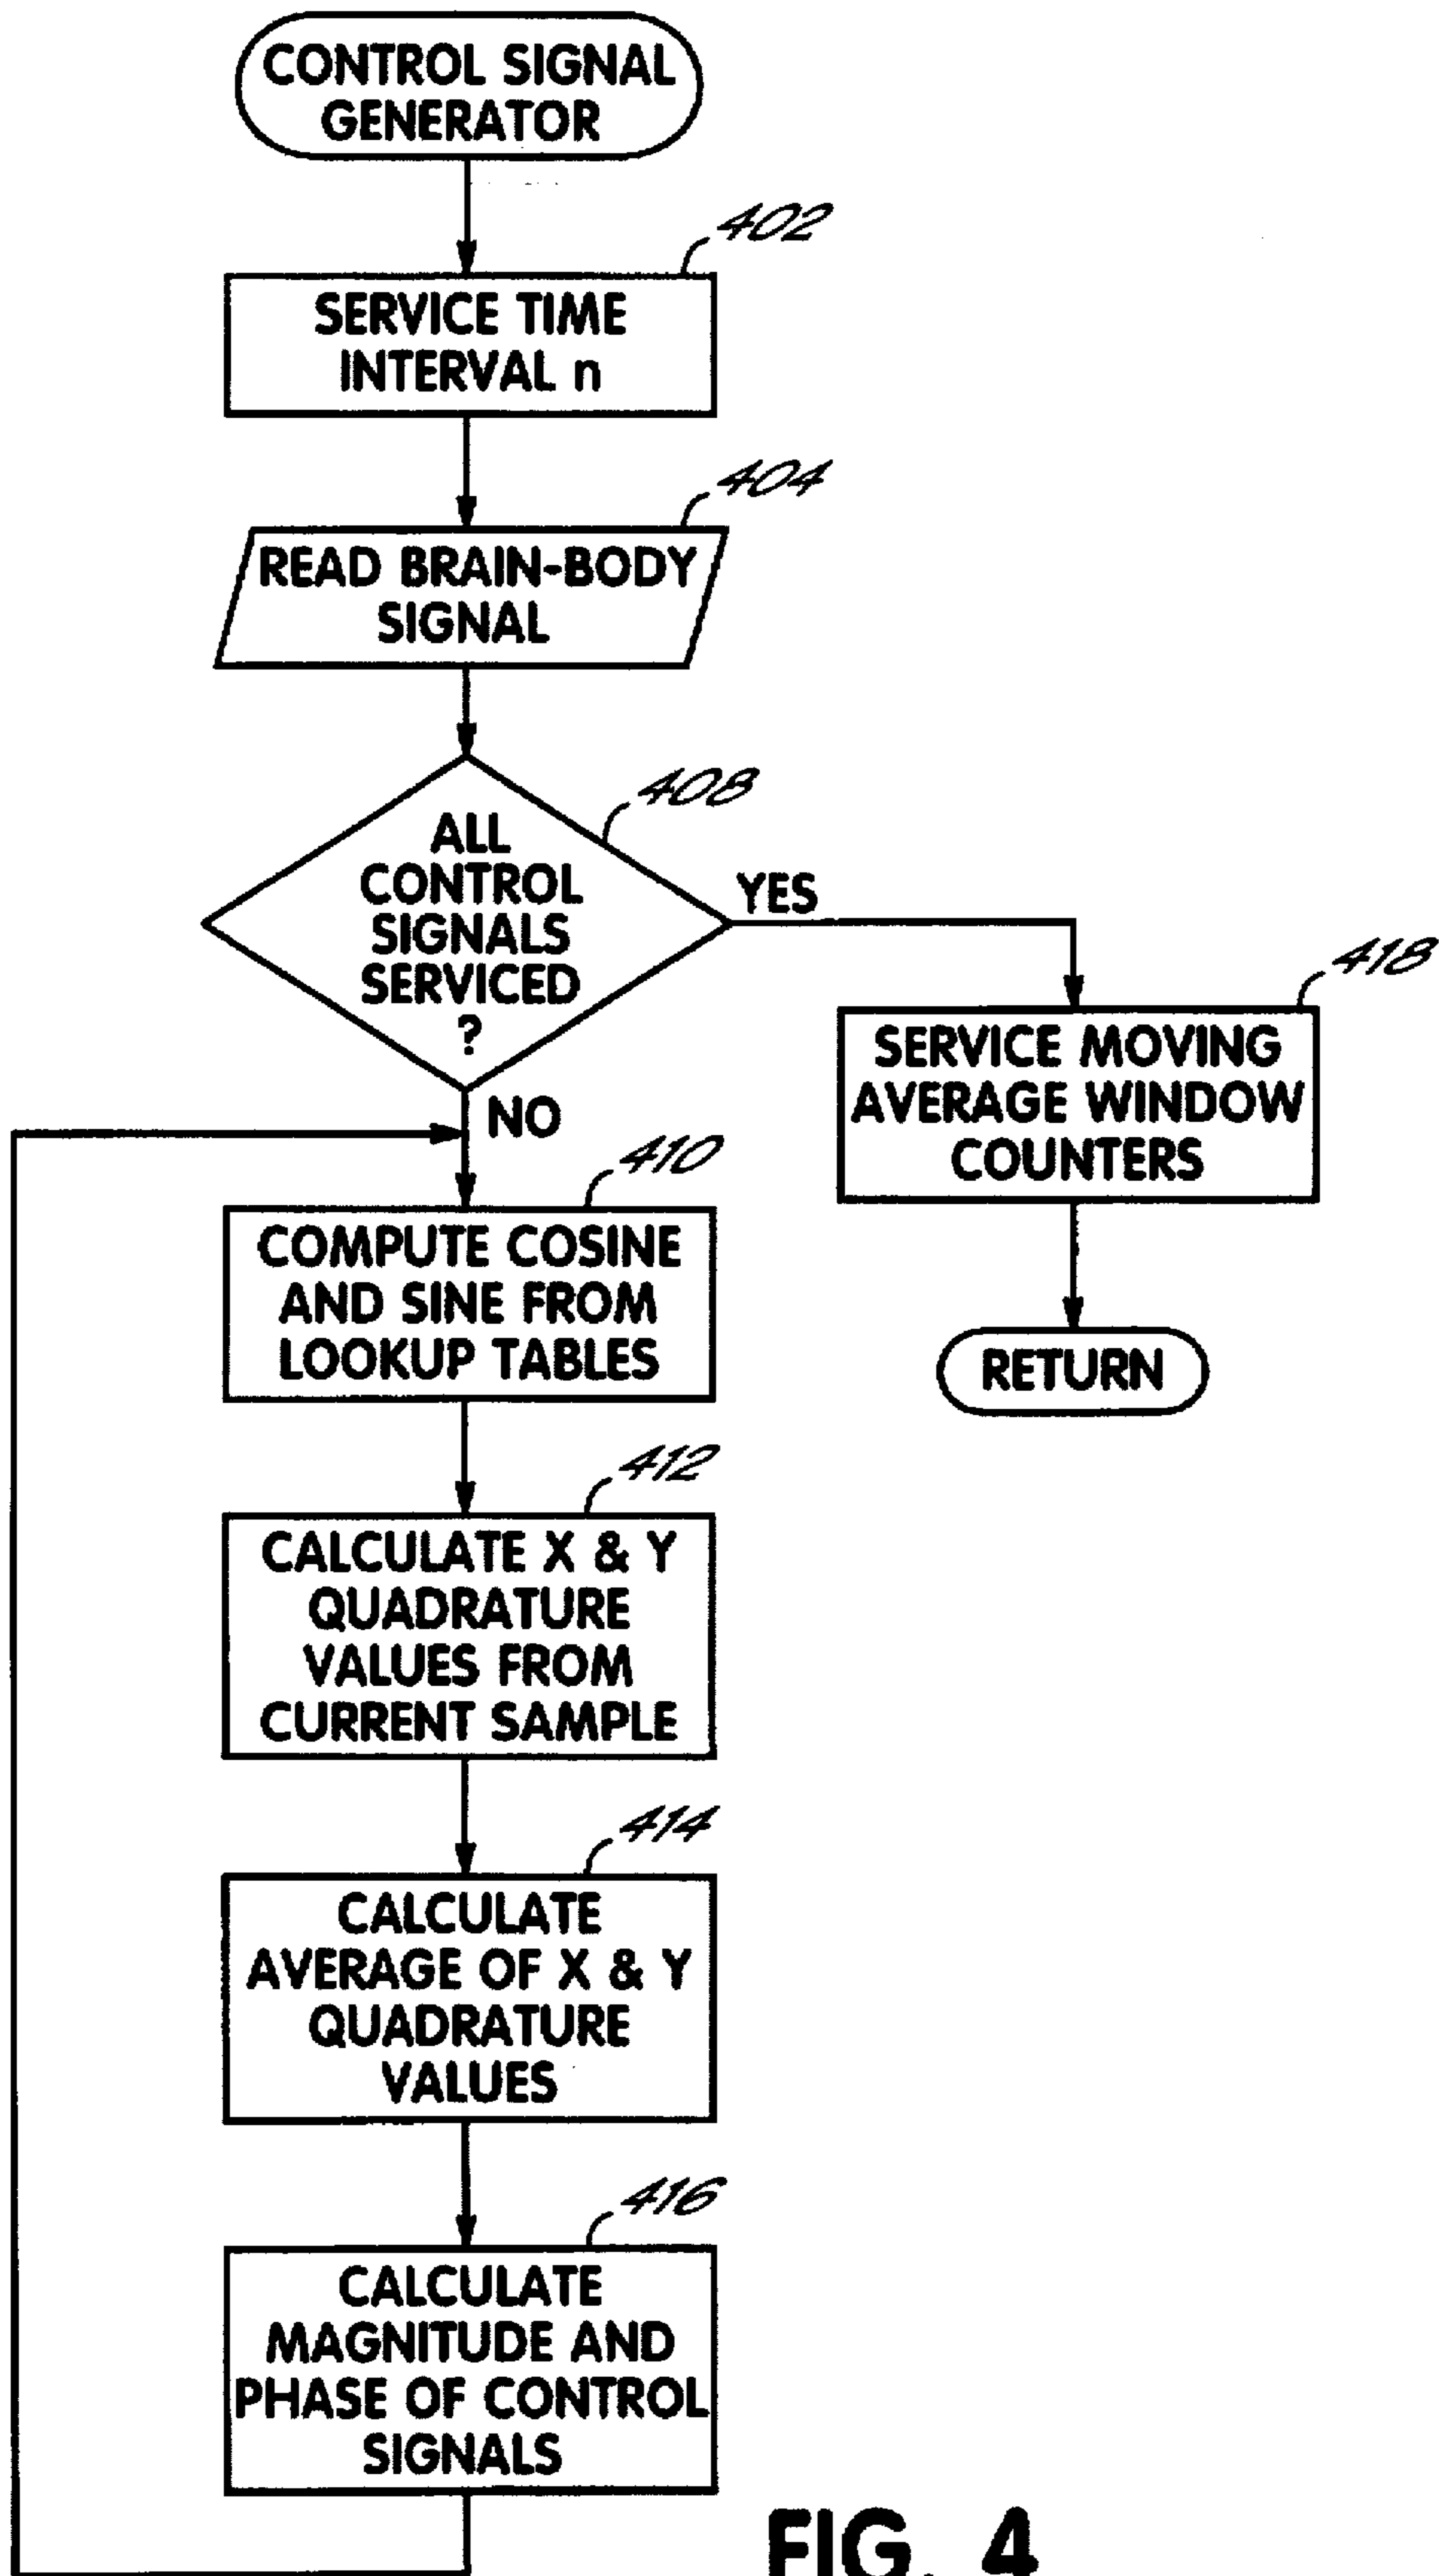 CONTROL SIGNAL
GENERATOR
402
SERVICE TIME
INTERVAL n
404
READ BRAIN-BODY
SIGNAL
408
ALL
CONTROL
SIGNALS
SERVICED
?
YES
418
SERVICE MOVING
AVERAGE WINDOW
COUNTERS
RETURN
NO
410
COMPUTE COSINE
AND SINE FROM
LOOKUP TABLES
412
CALCULATE X & Y
QUADRATURE
VALUES FROM
CURRENT SAMPLE
414
CALCULATE
AVERAGE OF X & Y
QUADRATURE
VALUES
416
CALCULATE
MAGNITUDE AND
PHASE OF CONTROL
SIGNALS
FIG. 4